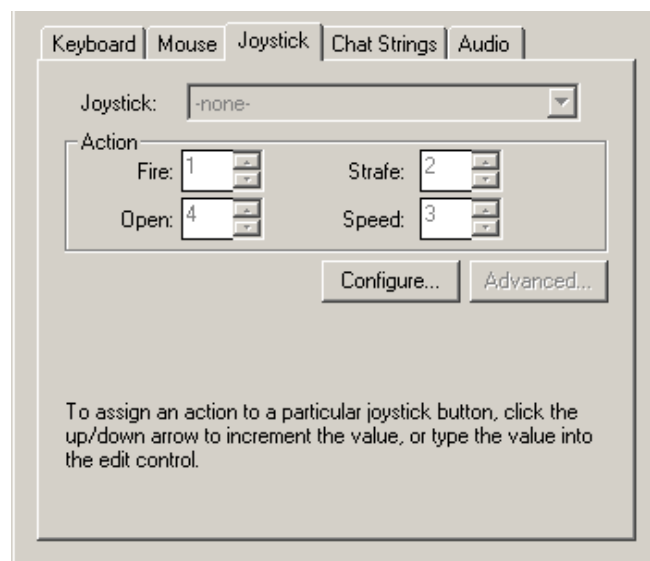 Keyboard Mouse Joystick Chat Strings Audio
Joystick: -none-
Action
Fire: 1 Strafe: 2
Open: 4 Speed: 3
Configure... Advanced...
To assign an action to a particular joystick button, click the
up/down arrow to increment the value, or type the value into
the edit control.